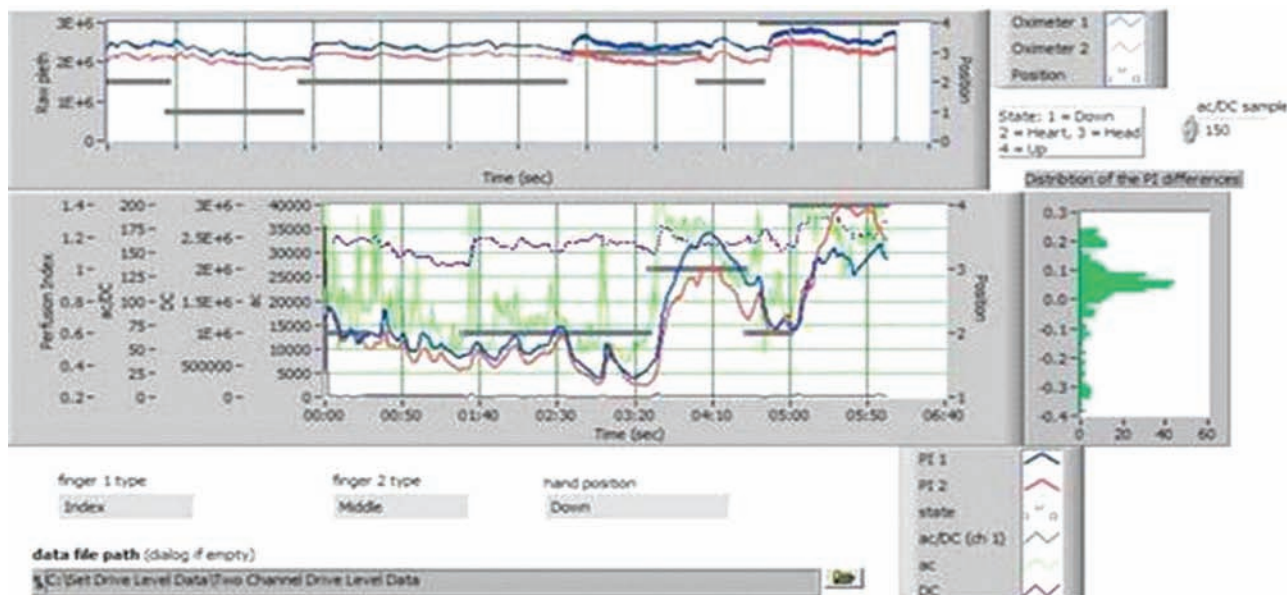 3E+6
2E+6
1E+6
0
Raw pleth
4
3
2
1
0
Position
Time (sec)
Oximeter 1
Oximeter 2
Position
State: 1 = Down
2 = Heart, 3 = Head
4 = Up
ac/DC sample
150
Distribtion of the PI differences
1.4
1.2
1
0.8
0.6
0.4
0.2
Perfusion Index
200
175
150
125
100
75
50
25
0
ac/DC
3E+6
2.5E+6
2E+6
1.5E+6
1E+6
500000
0
DC
40000
35000
30000
25000
20000
15000
10000
5000
0
ac
4
3
2
1
Position
00:00 00:50 01:40 02:30 03:20 04:10 05:00 05:50 06:40
Time (sec)
0.3
0.2
0.1
0.0
-0.1
-0.2
-0.3
-0.4
0 20 40 60
finger 1 type
Index
finger 2 type
Middle
hand position
Down
data file path (dialog if empty)
C:\Set Drive Level Data\Two Channel Drive Level Data
PI 1
PI 2
state
ac/DC (ch 1)
ac
DC